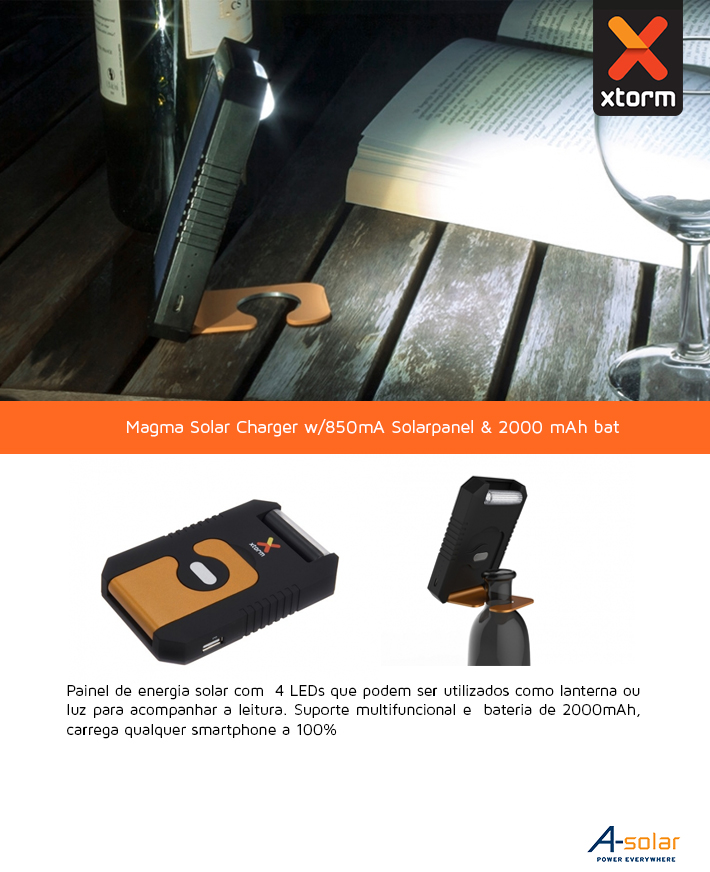 xtorm
Magma Solar Charger w/850mA Solarpanel & 2000 mAh bat
xtorm
Painel de energia solar com 4 LEDs que podem ser utilizados como lanterna ou
luz para acompanhar a leitura. Suporte multifuncional e bateria de 2000mAh,
carrega qualquer smartphone a 100%
A-solar
POWER EVERYWHERE